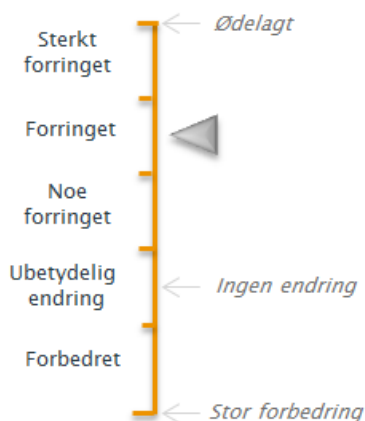 Ødelagt
Sterkt
forringet
Forringet
Noe
forringet
Ubetydelig
endring
Ingen endring
Forbedret
Stor forbedring